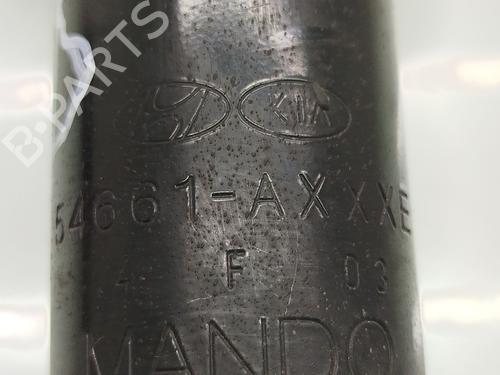 B-PARTS
KIA
54661-AXXXE
F 03
MANDO